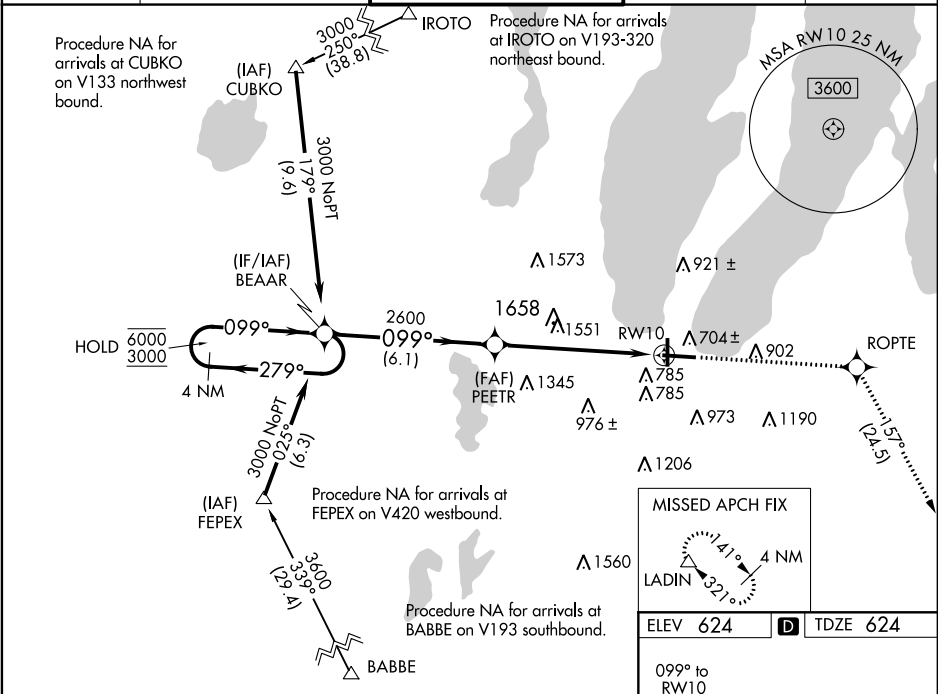 Procedure NA for
arrivals at CUBKO
on V133 northwest
bound.
3000
250°
(38.8)
IROTO
Procedure NA for arrivals
at IROTO on V193-320
northeast bound.
MSA RW10 25 NM
3600
(IAF)
CUBKO
3000 NoPT
179°
(9.6)
(IF/IAF)
BEAAR
1573
921 ±
1658
1551
HOLD
6000
3000
099°
279°
4 NM
2600
099°
(6.1)
(FAF)
PEETR
RW10
704±
902
ROPTE
1345
785
785
976 ±
973
1190
157°
(24.5)
3000 NoPT
025°
(6.3)
1206
(IAF)
FEPEX
Procedure NA for arrivals at
FEPEX on V420 westbound.
MISSED APCH FIX
141°
4 NM
LADIN
321°
3600
339°
(29.4)
1560
Procedure NA for arrivals at
BABBE on V193 southbound.
BABBE
ELEV 624
D
TDZE 624
099° to
RW10